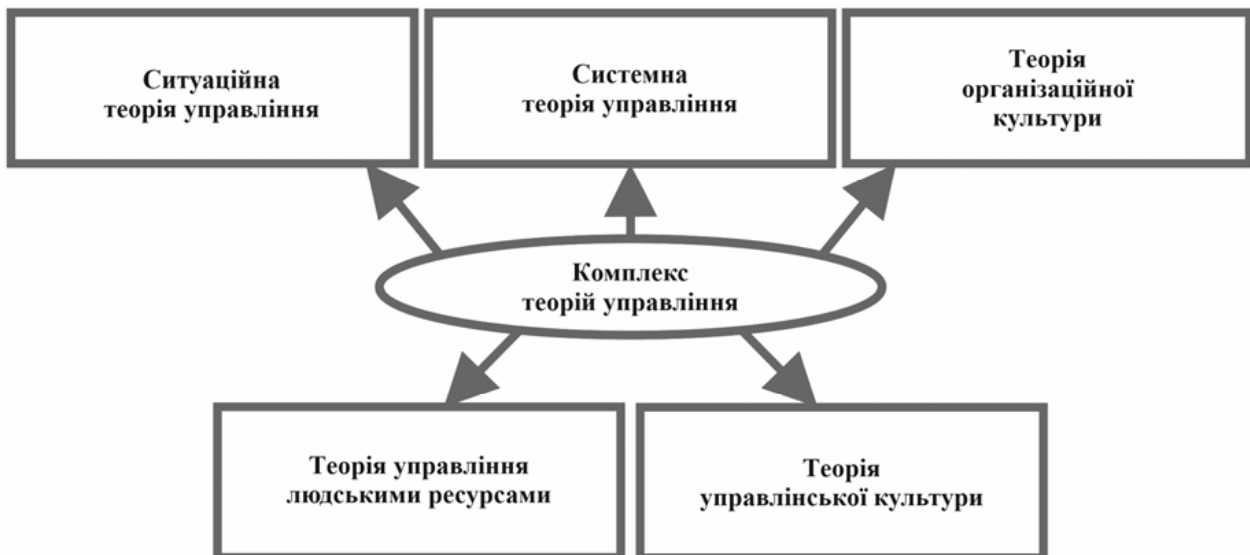 Ситуаційна
теорія управління
Системна
теорія управління
Теорія
організаційної
культури
Комплекс
теорій управління
Теорія управління
людськими ресурсами
Теорія
управлінської культури